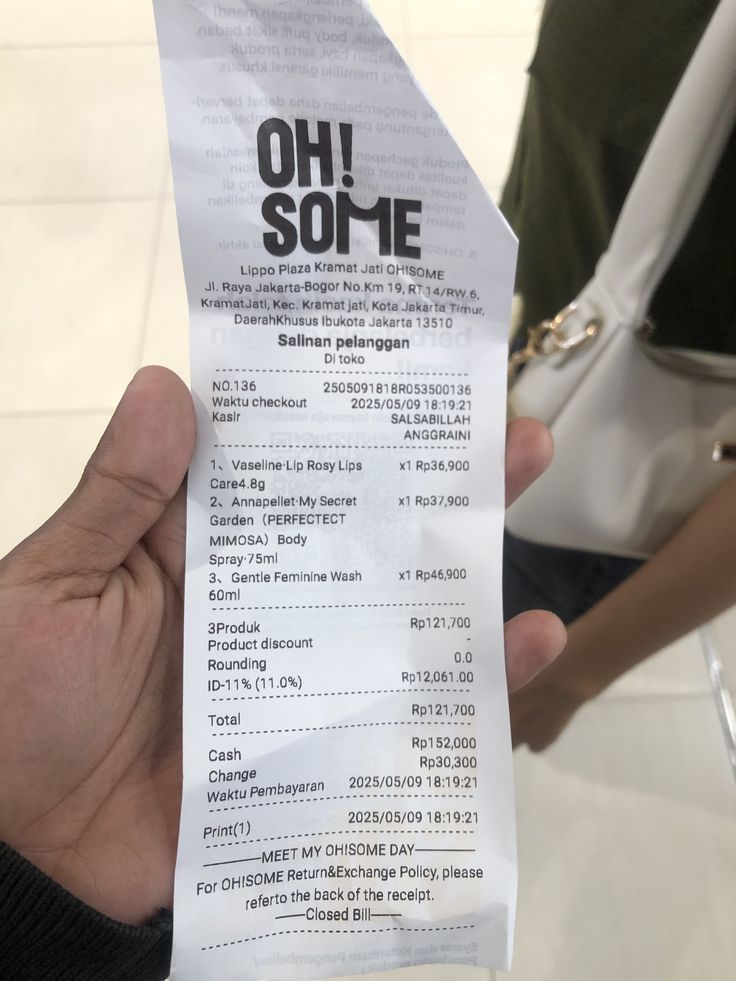 OH!
SOME
Lippo Plaza Kramat Jati OH!SOME
Jl. Raya Jakarta-Bogor No.Km 19, RT.14/RW.6,
KramatJati, Kec. Kramat jati, Kota Jakarta Timur,
DaerahKhusus Ibukota Jakarta 13510
Salinan pelanggan
Di toko
NO.136 2505091818R053500136
Waktu checkout 2025/05/09 18:19:21
Kasir SALSABILLAH
ANGGRAINI
1、Vaseline·Lip Rosy Lips x1 Rp36,900
Care4.8g
2、Annapellet·My Secret x1 Rp37,900
Garden（PERFECTECT
MIMOSA）Body
Spray·75ml
3、Gentle Feminine Wash x1 Rp46,900
60ml
3Produk Rp121,700
Product discount -
Rounding 0.0
ID-11% (11.0%) Rp12,061.00
Total Rp121,700
Cash Rp152,000
Change Rp30,300
Waktu Pembayaran 2025/05/09 18:19:21
Print(1) 2025/05/09 18:19:21
MEET MY OH!SOME DAY
For OH!SOME Return&Exchange Policy, please
referto the back of the receipt.
Closed Bill